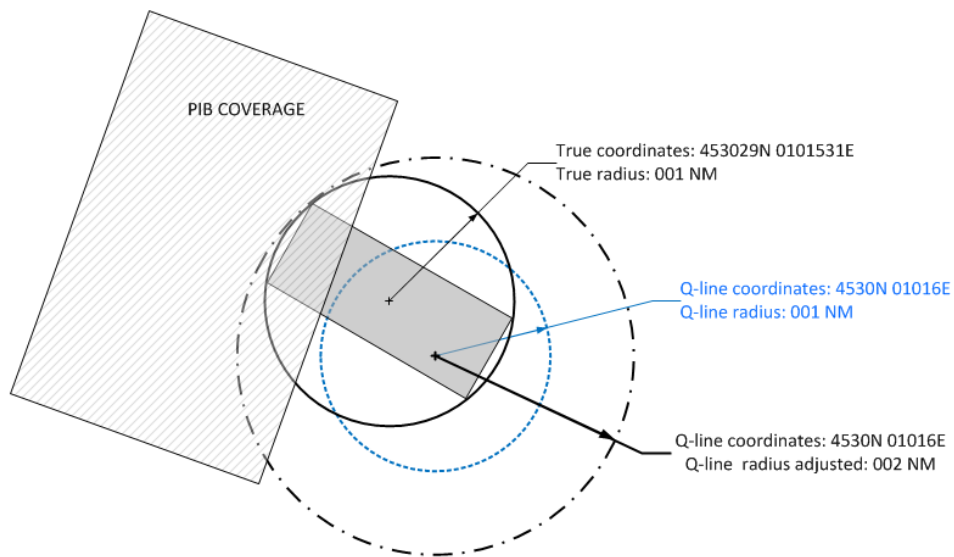 PIB COVERAGE
True coordinates: 453029N 0101531E
True radius: 001 NM
Q-line coordinates: 4530N 01016E
Q-line radius: 001 NM
Q-line coordinates: 4530N 01016E
Q-line radius adjusted: 002 NM